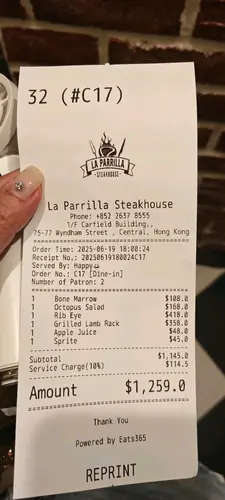 32 (#C17)
LA PARRILLA
STEAKHOUSE
La Parrilla Steakhouse
Phone: +852 2637 8555
1/F Carfield Building,,
75-77 Wyndham Street , Central, Hong Kong
Order Time: 2025-06-19 18:00:24
Receipt No.: 20250619180024C17
Served By: Happy
Order No.: C17 [Dine-in]
Number of Patron: 2
1 Bone Marrow $108.0
1 Octopus Salad $168.0
1 Rib Eye $418.0
1 Grilled Lamb Rack $358.0
1 Apple Juice $48.0
1 Sprite $45.0
Subtotal $1,145.0
Service Charge(10%) $114.5
Amount $1,259.0
Thank You
Powered by Eats365
REPRINT